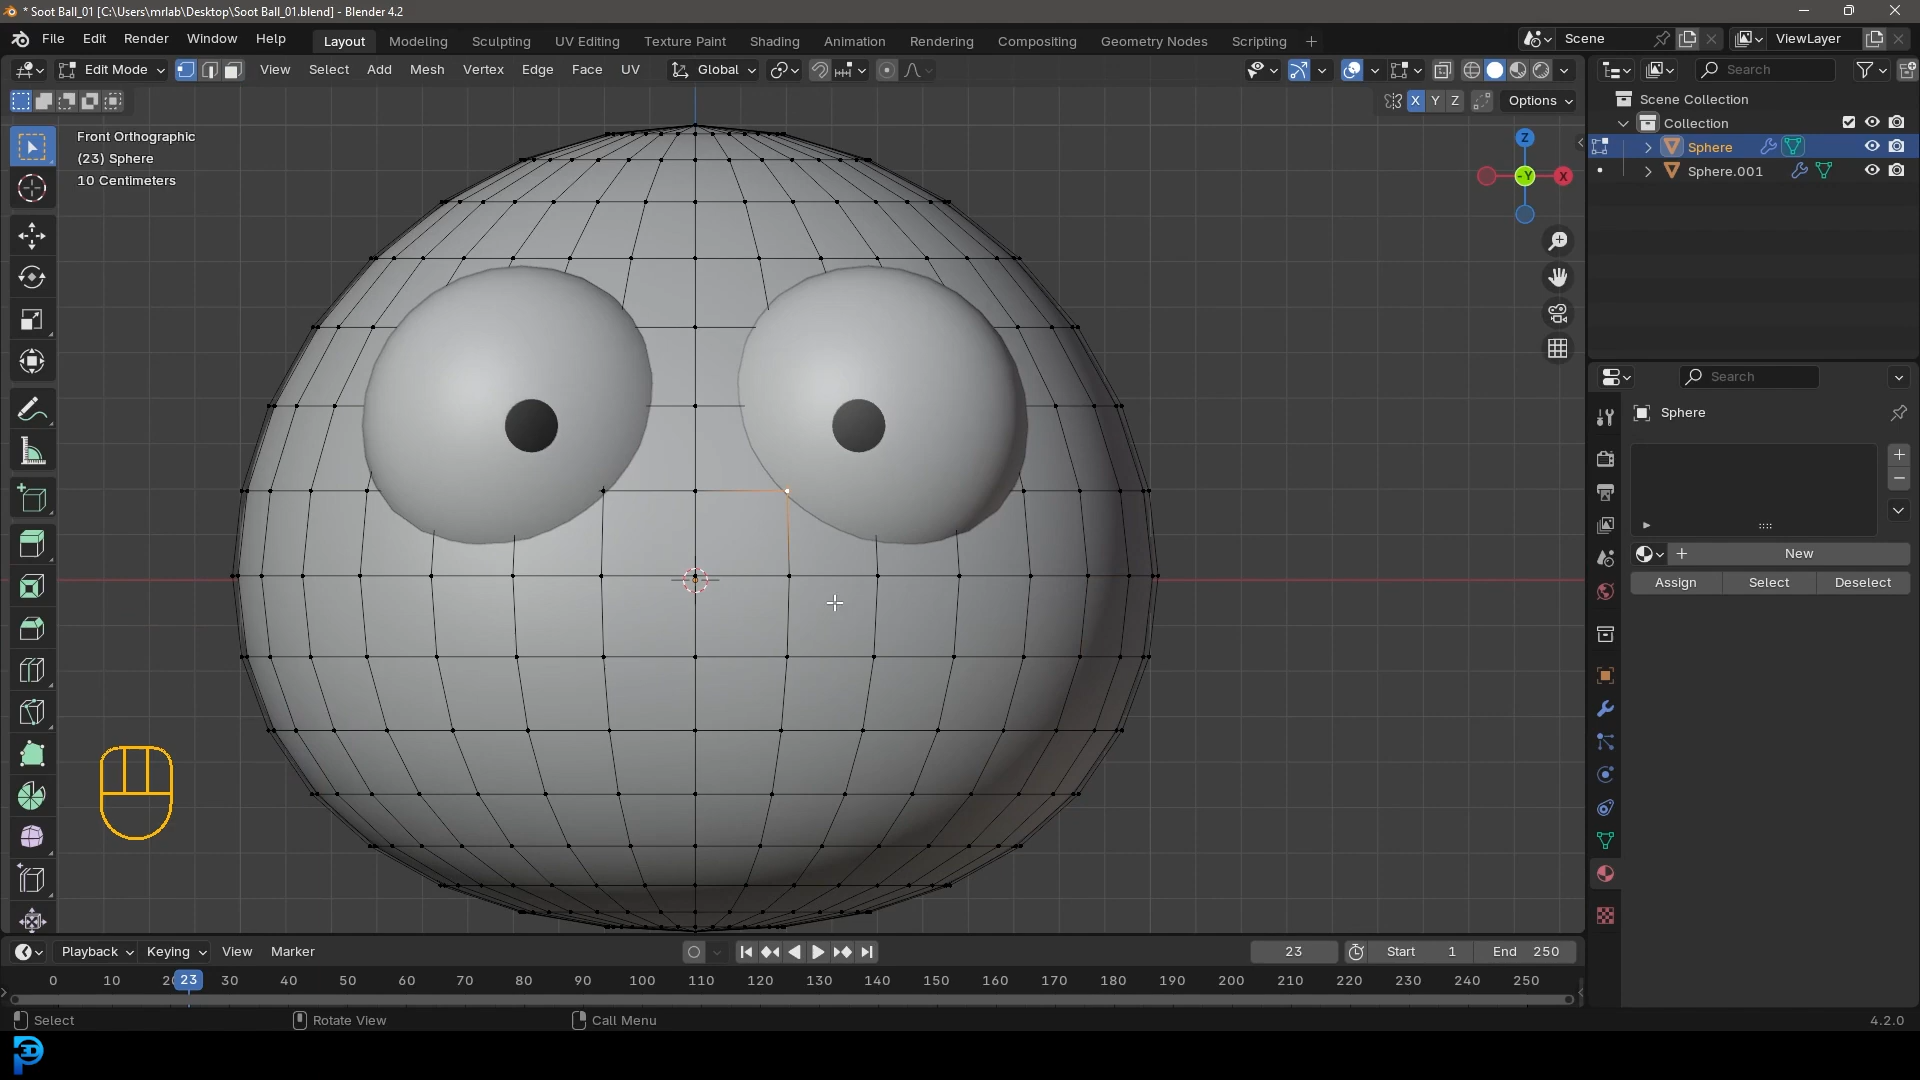 * Soot Ball_01 [C:\Users\mrlab\Desktop\Soot Ball_01.blend] - Blender 4.2
File Edit Render Window Help Layout Modeling Sculpting UV Editing Texture Paint Shading Animation Rendering Compositing Geometry Nodes Scripting + Scene ViewLayer
Edit Mode View Select Add Mesh Vertex Edge Face UV Global Search
X Y Z Options
Scene Collection
Collection
Sphere
Sphere.001
Front Orthographic
(23) Sphere
10 Centimeters
Z
-Y X
Search
Sphere
New
Assign Select Deselect
Playback Keying View Marker 23 Start 1 End 250
0 10 2 23 30 40 50 60 70 80 90 100 110 120 130 140 150 160 170 180 190 200 210 220 230 240 250
Select Rotate View Call Menu 4.2.0
3D